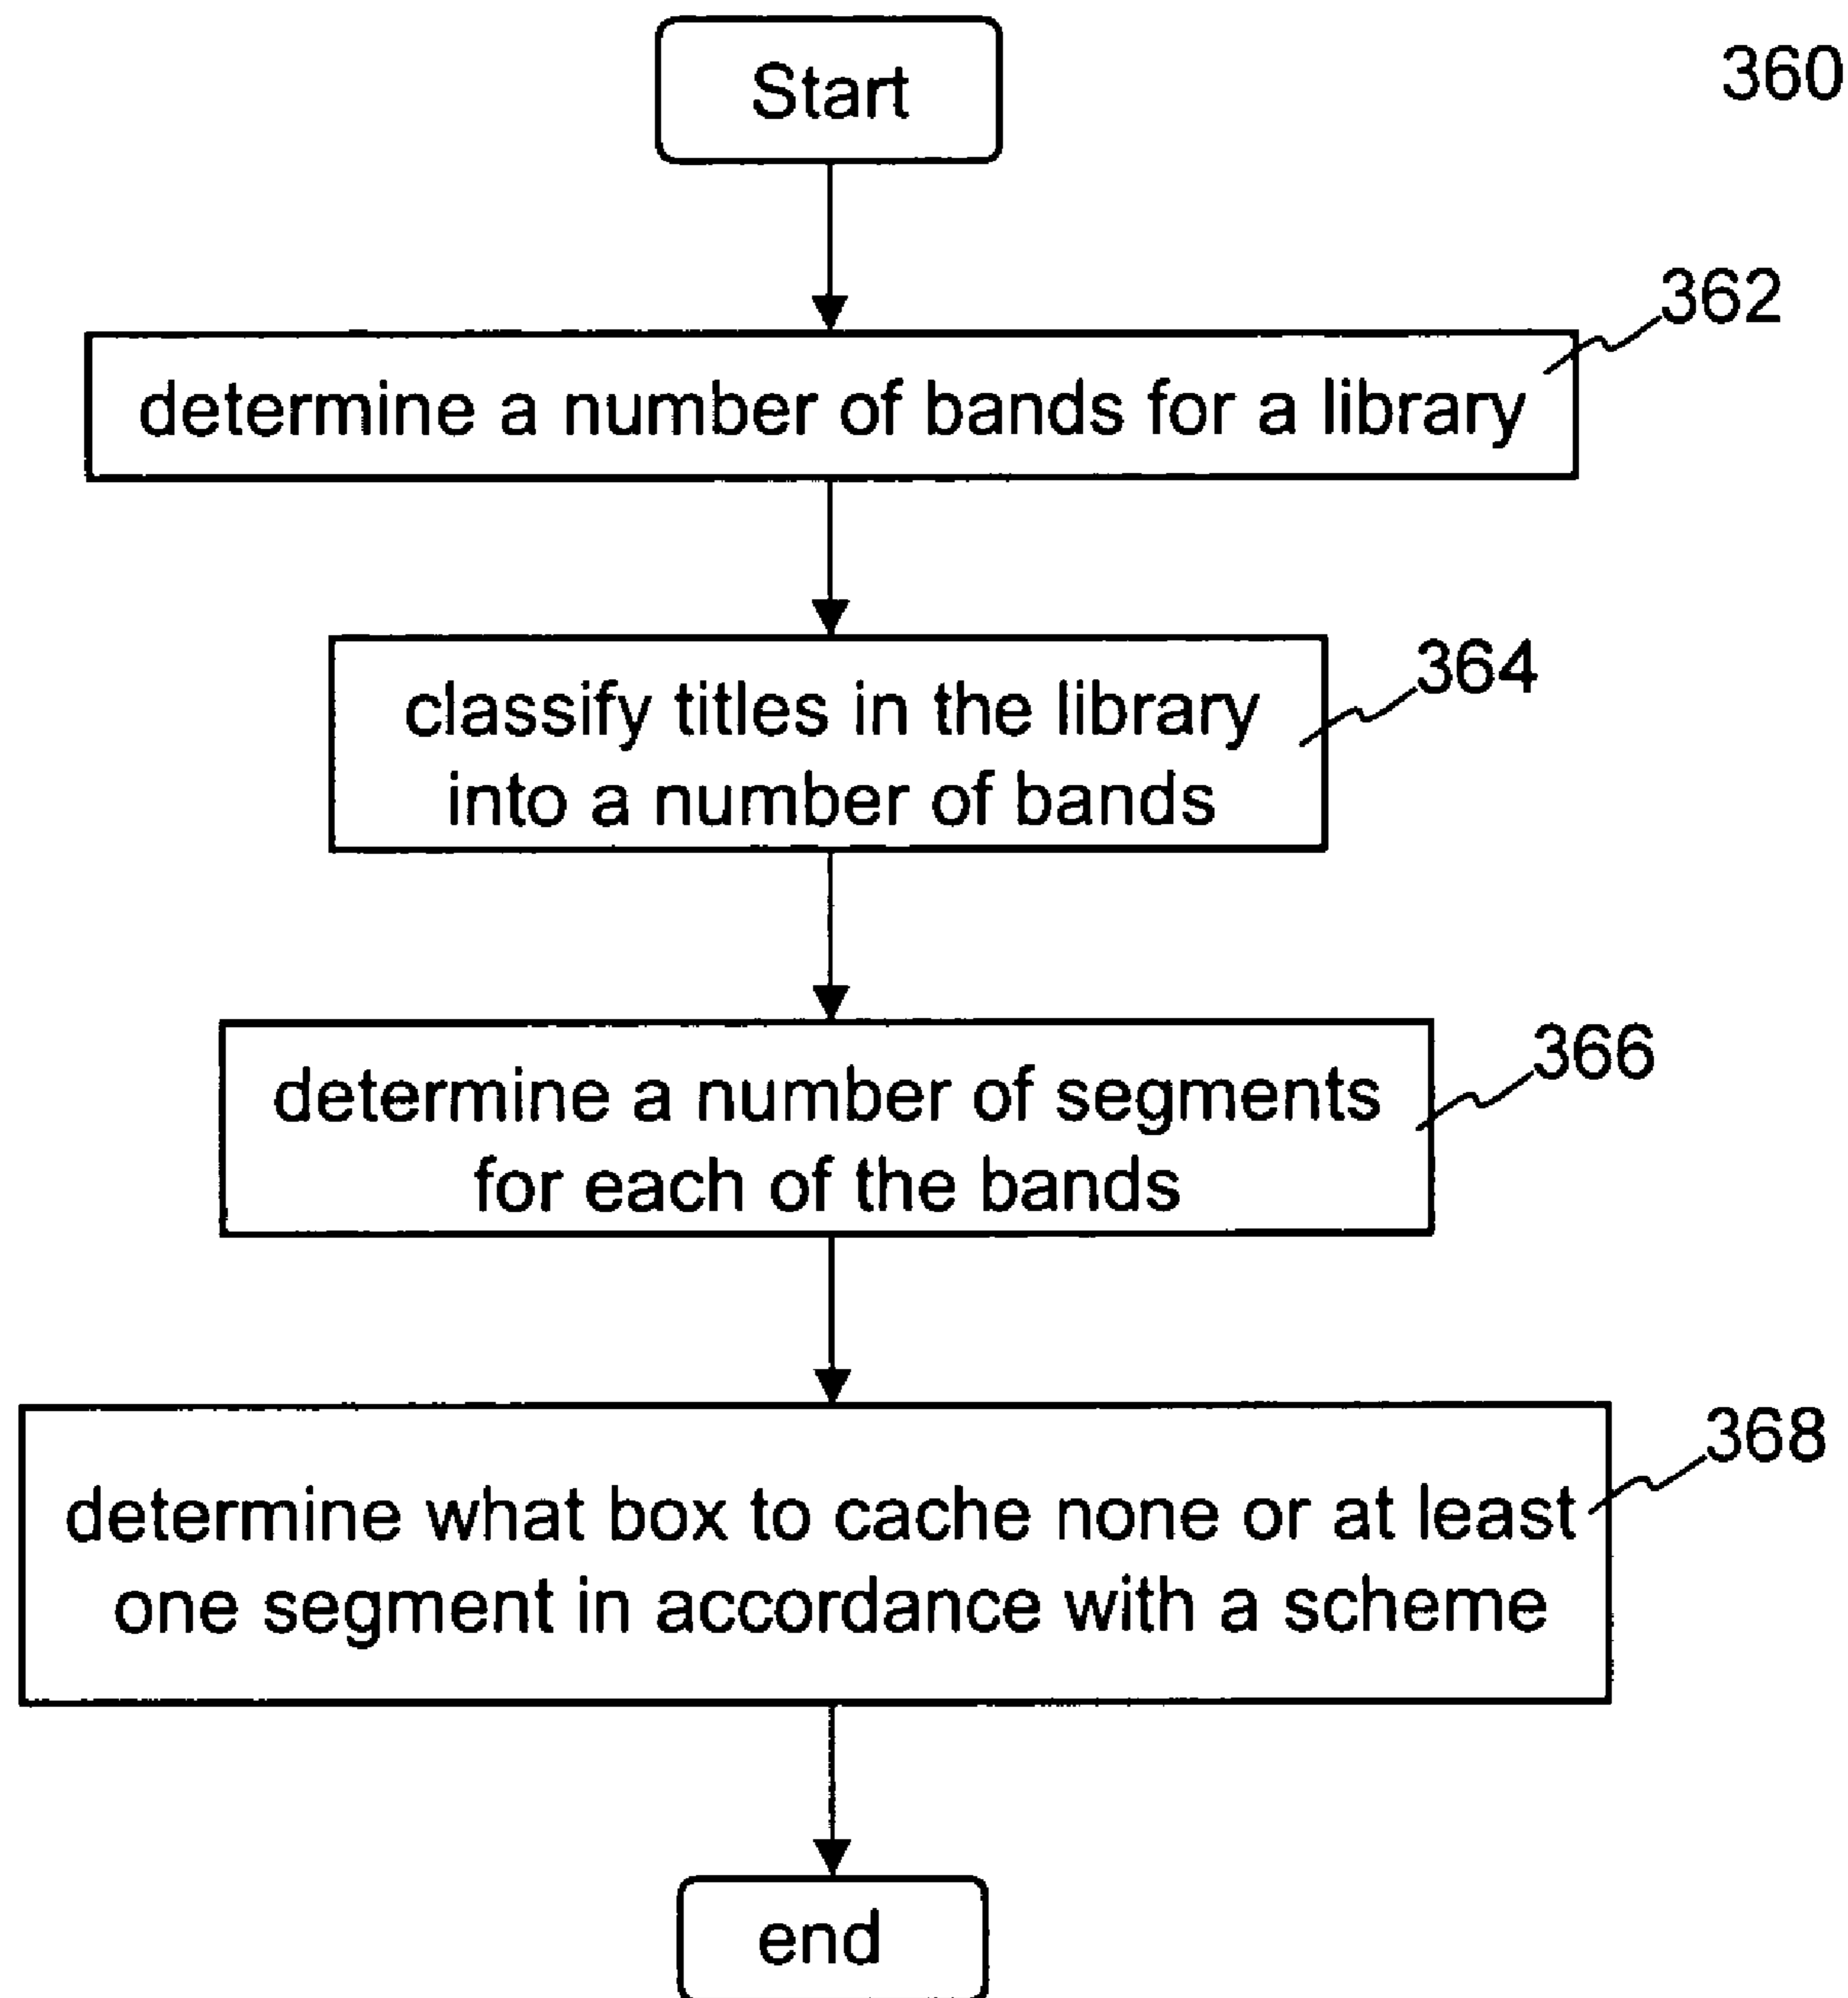 Start
360
362
determine a number of bands for a library
364
classify titles in the library
into a number of bands
366
determine a number of segments
for each of the bands
368
determine what box to cache none or at least
one segment in accordance with a scheme
end